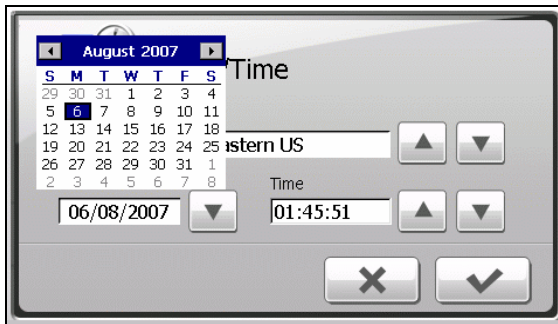 August 2007
/Time
S M T W T F S
29 30 31 1 2 3 4
5 6 7 8 9 10 11
12 13 14 15 16 17 18
19 20 21 22 23 24 25
stern US
26 27 28 29 30 31 1
2 3 4 5 6 7 8
Time
06/08/2007
01:45:51